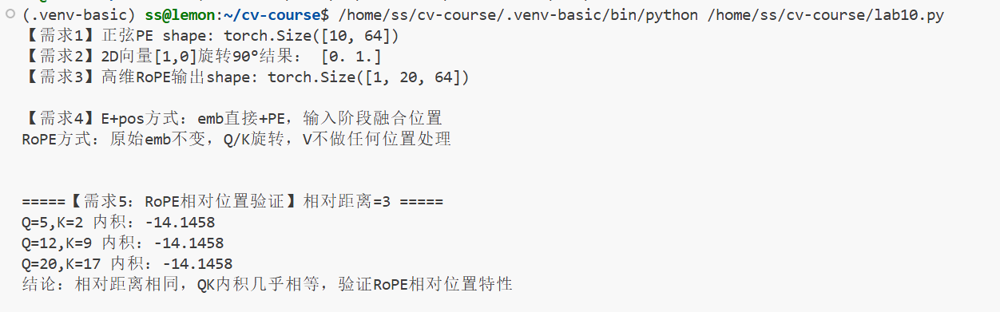 (.venv-basic) ss@lemon:~/cv-course$ /home/ss/cv-course/.venv-basic/bin/python /home/ss/cv-course/lab10.py
【需求1】正弦PE shape: torch.Size([10, 64])
【需求2】2D向量[1,0]旋转90°结果： [0. 1.]
【需求3】高维RoPE输出shape: torch.Size([1, 20, 64])
【需求4】E+pos方式：emb直接+PE，输入阶段融合位置
RoPE方式：原始emb不变，Q/K旋转，V不做任何位置处理
=====【需求5：RoPE相对位置验证】相对距离=3 =====
Q=5,K=2 内积：-14.1458
Q=12,K=9 内积：-14.1458
Q=20,K=17 内积：-14.1458
结论：相对距离相同，QK内积几乎相等，验证RoPE相对位置特性